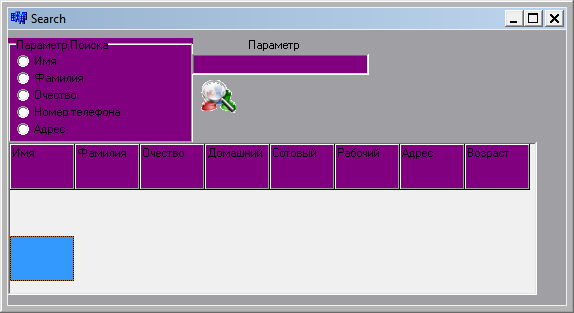 Search
Параметр Поиска
Параметр
Имя
Фамилия
Очество
Номер телефона
Адрес
Имя Фамилия Очество Домашний Сотовый Рабочий Адрес Возраст